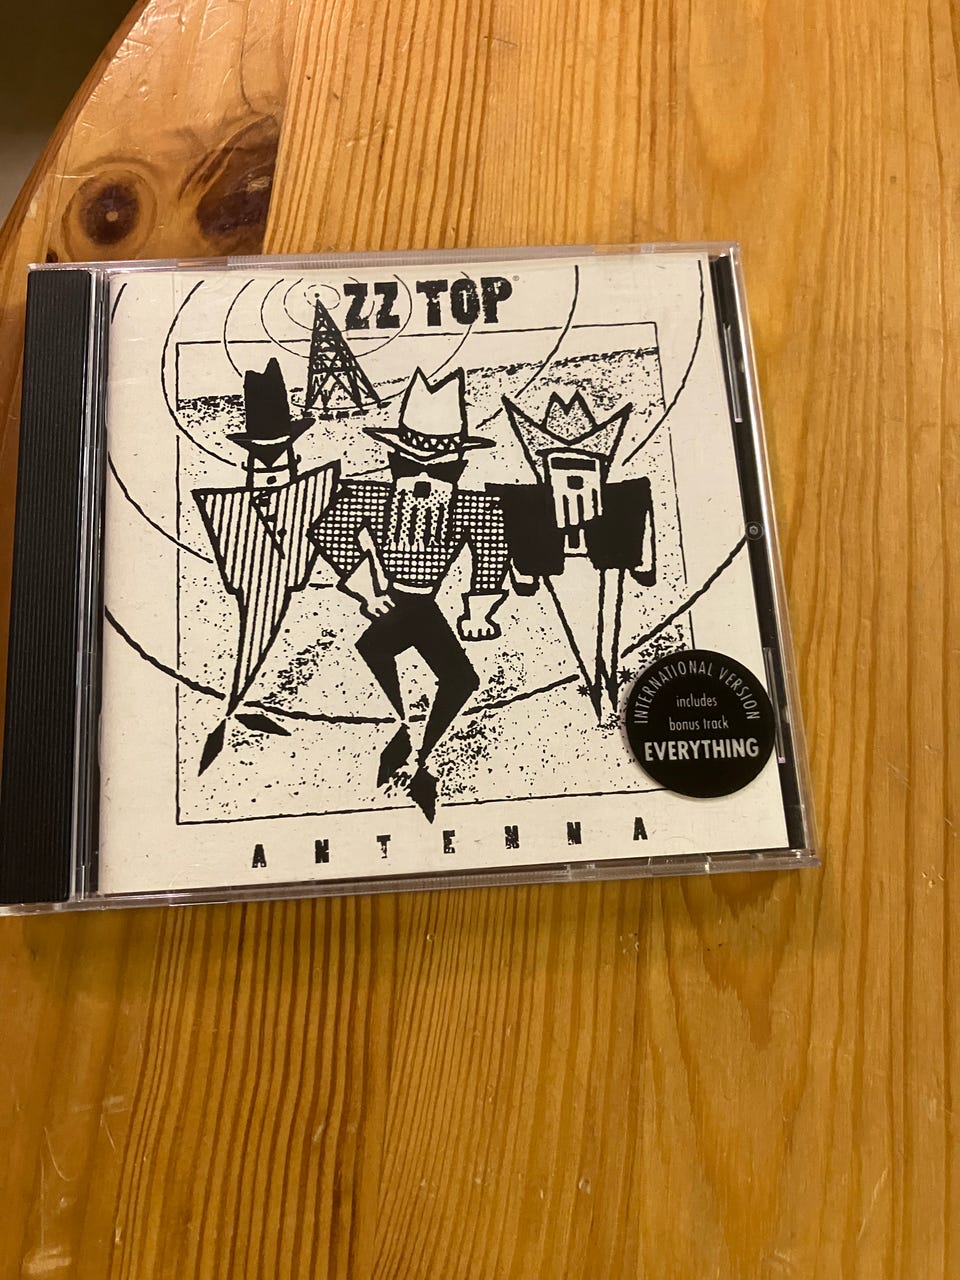 ZZ TOP®
INTERNATIONAL VERSION
includes
bonus track
EVERYTHING
ANTENNA